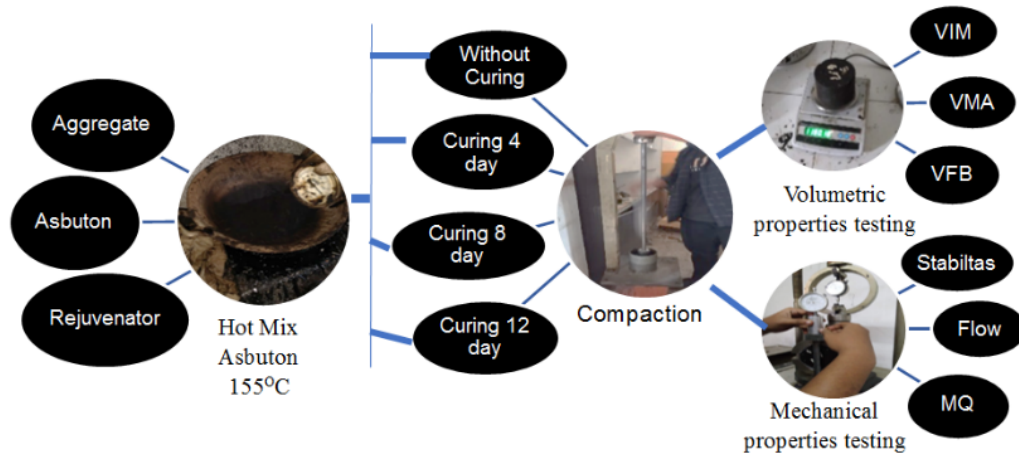 Aggregate
Asbuton
Rejuvenator
Hot Mix
Asbuton
155⁰C
Without
Curing
Curing 4
day
Curing 8
day
Curing 12
day
Compaction
VIM
VMA
VFB
Volumetric
properties testing
Stabiltas
Flow
MQ
Mechanical
properties testing